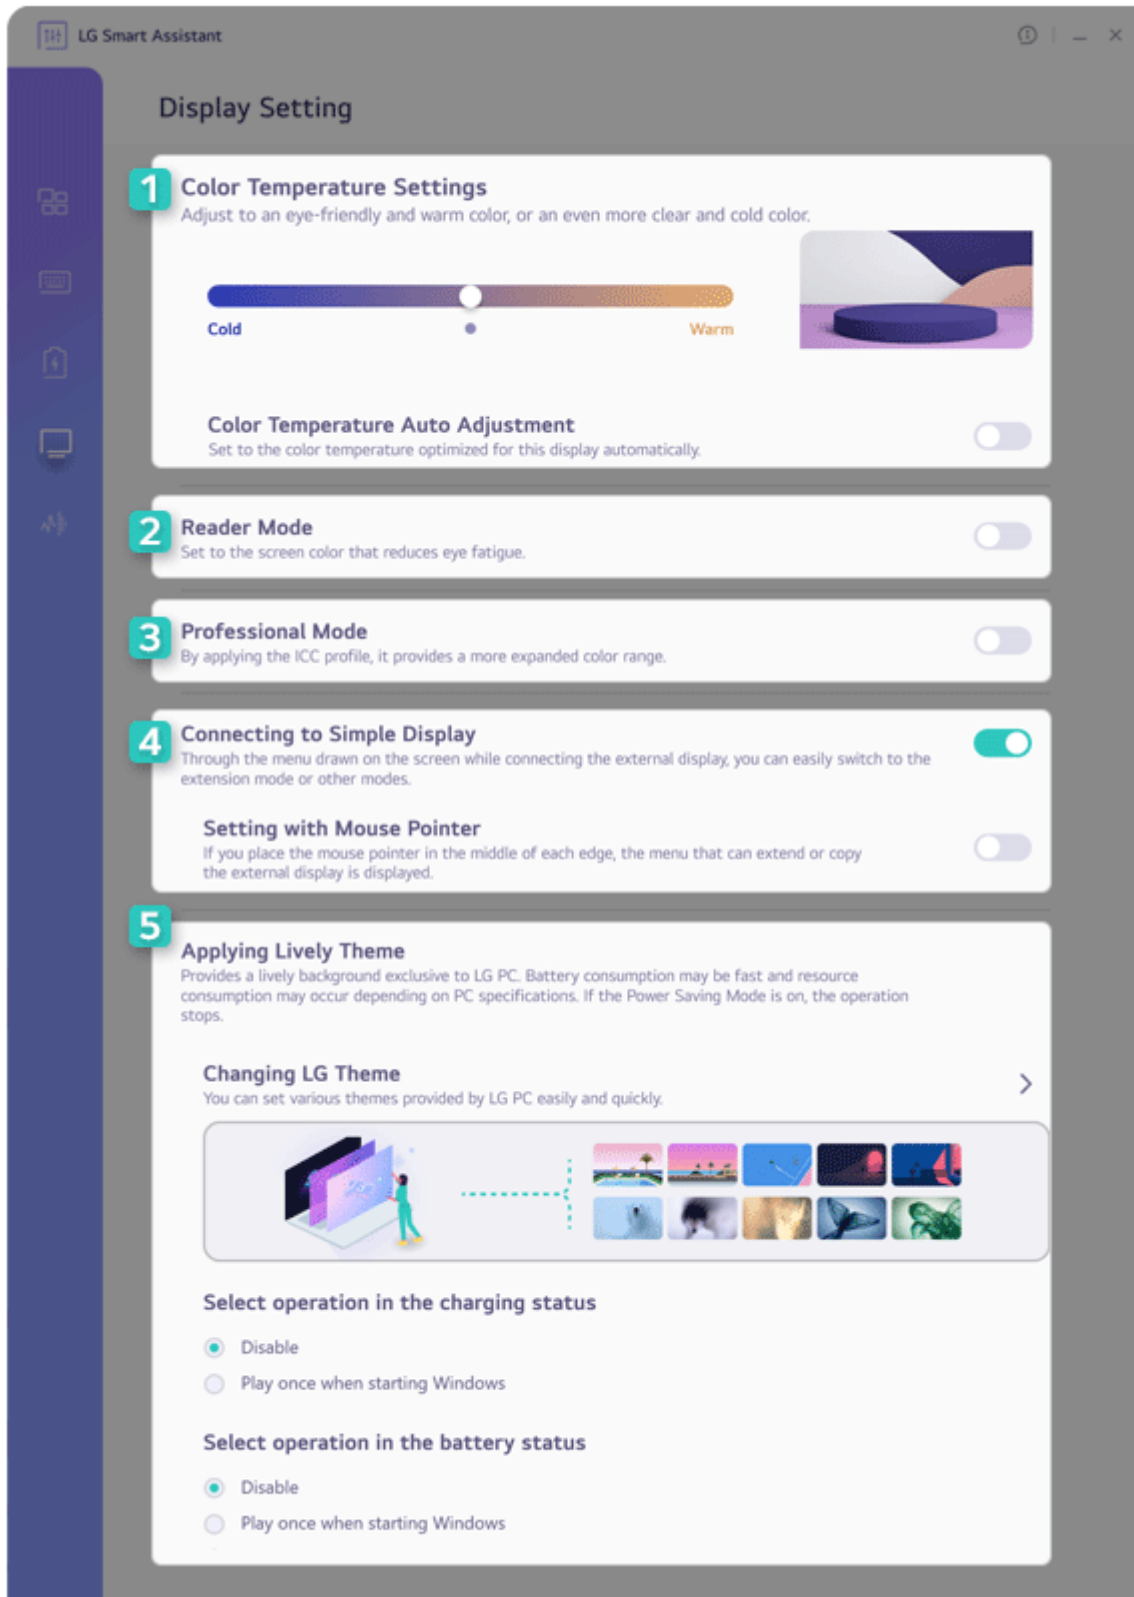 LG Smart Assistant
Display Setting
1
Color Temperature Settings
Adjust to an eye-friendly and warm color, or an even more clear and cold color.
Cold
Warm
Color Temperature Auto Adjustment
Set to the color temperature optimized for this display automatically.
2
Reader Mode
Set to the screen color that reduces eye fatigue.
3
Professional Mode
By applying the ICC profile, it provides a more expanded color range.
4
Connecting to Simple Display
Through the menu drawn on the screen while connecting the external display, you can easily switch to the
extension mode or other modes.
Setting with Mouse Pointer
If you place the mouse pointer in the middle of each edge, the menu that can extend or copy
the external display is displayed.
5
Applying Lively Theme
Provides a lively background exclusive to LG PC. Battery consumption may be fast and resource
consumption may occur depending on PC specifications. If the Power Saving Mode is on, the operation
stops.
Changing LG Theme
You can set various themes provided by LG PC easily and quickly.
Select operation in the charging status
Disable
Play once when starting Windows
Select operation in the battery status
Disable
Play once when starting Windows